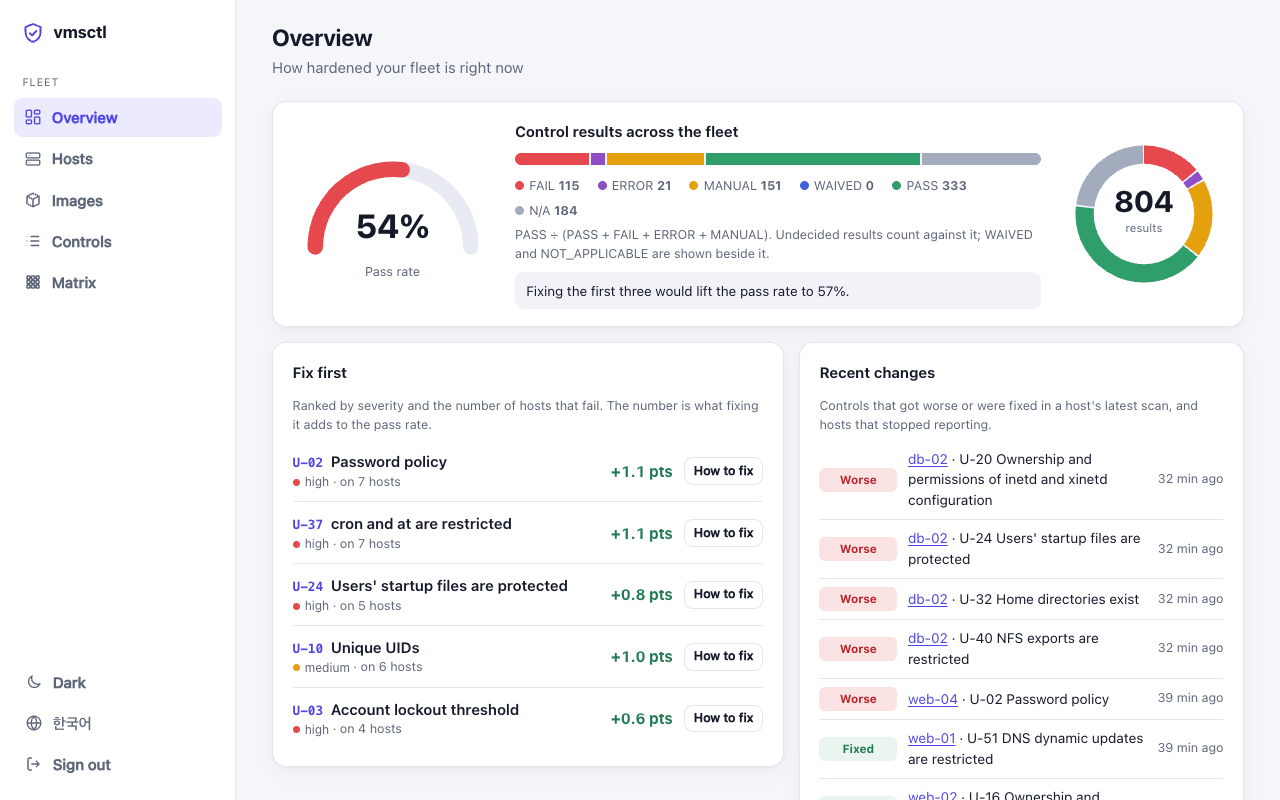 vmsctl
FLEET
Overview
Hosts
Images
Controls
Matrix
Dark
한국어
Sign out
Overview
How hardened your fleet is right now
54%
Pass rate
Control results across the fleet
FAIL 115 ERROR 21 MANUAL 151 WAIVED 0 PASS 333
N/A 184
PASS ÷ (PASS + FAIL + ERROR + MANUAL). Undecided results count against it; WAIVED
and NOT_APPLICABLE are shown beside it.
Fixing the first three would lift the pass rate to 57%.
804
results
Fix first
Ranked by severity and the number of hosts that fail. The number is what fixing
it adds to the pass rate.
U-02 Password policy
high · on 7 hosts
+1.1 pts
How to fix
U-37 cron and at are restricted
high · on 7 hosts
+1.1 pts
How to fix
U-24 Users' startup files are protected
high · on 5 hosts
+0.8 pts
How to fix
U-10 Unique UIDs
medium · on 6 hosts
+1.0 pts
How to fix
U-03 Account lockout threshold
high · on 4 hosts
+0.6 pts
How to fix
Recent changes
Controls that got worse or were fixed in a host's latest scan, and
hosts that stopped reporting.
Worse
db-02 · U-20 Ownership and
permissions of inetd and xinetd
configuration
32 min ago
Worse
db-02 · U-24 Users' startup files are
protected
32 min ago
Worse
db-02 · U-32 Home directories exist
32 min ago
Worse
db-02 · U-40 NFS exports are
restricted
32 min ago
Worse
web-04 · U-02 Password policy
39 min ago
Fixed
web-01 · U-51 DNS dynamic updates
are restricted
39 min ago
web-02 · U-16 Ownership and